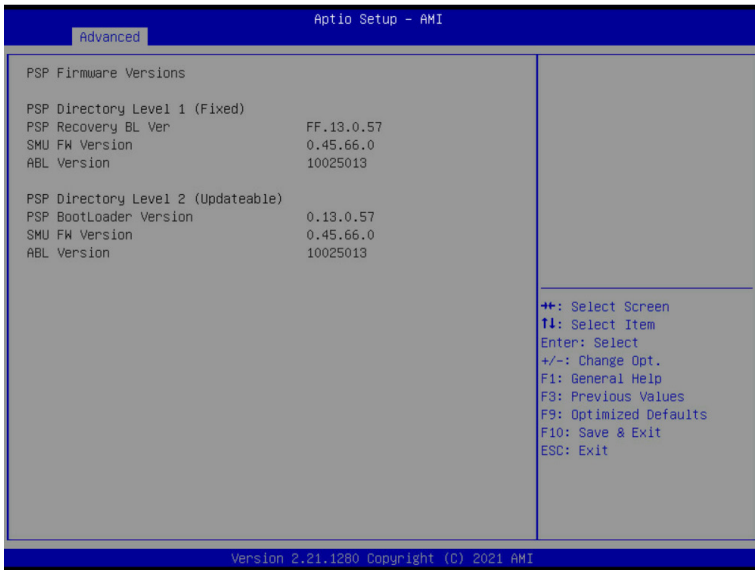 Aptio Setup - AMI
Advanced
PSP Firmware Versions
PSP Directory Level 1 (Fixed)
PSP Recovery BL Ver FF.13.0.57
SMU FW Version 0.45.66.0
ABL Version 10025013
PSP Directory Level 2 (Updateable)
PSP BootLoader Version 0.13.0.57
SMU FW Version 0.45.66.0
ABL Version 10025013
→←: Select Screen
↑↓: Select Item
Enter: Select
+/-: Change Opt.
F1: General Help
F3: Previous Values
F9: Optimized Defaults
F10: Save & Exit
ESC: Exit
Version 2.21.1280 Copyright (C) 2021 AMI